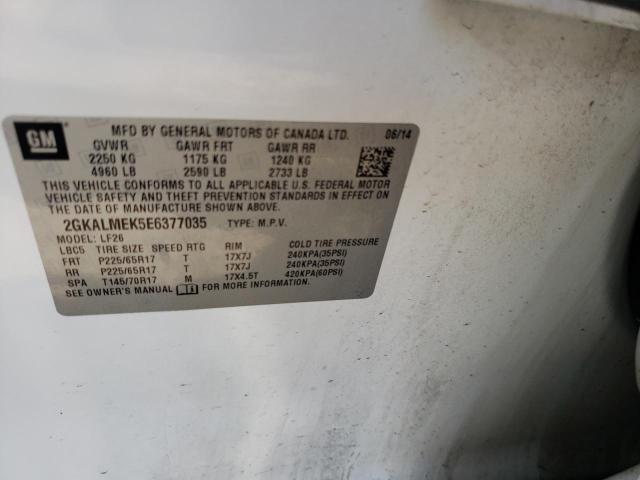 GM
MFD BY GENERAL MOTORS OF CANADA LTD. 06/14
GVWR GAWR FRT GAWR RR
2250 KG 1175 KG 1240 KG
4960 LB 2590 LB 2733 LB
THIS VEHICLE CONFORMS TO ALL APPLICABLE U.S. FEDERAL MOTOR
VEHICLE SAFETY AND THEFT PREVENTION STANDARDS IN EFFECT ON
THE DATE OF MANUFACTURE SHOWN ABOVE.
2GKALMEK5E6377035 TYPE: M.P.V.
MODEL: LF26
LBC5 TIRE SIZE SPEED RTG RIM COLD TIRE PRESSURE
FRT P225/65R17 T 17X7J 240KPA(35PSI)
RR P225/65R17 T 17X7J 240KPA(35PSI)
SPA T145/70R17 M 17X4.5T 420KPA(60PSI)
SEE OWNER'S MANUAL FOR MORE INFORMATION.